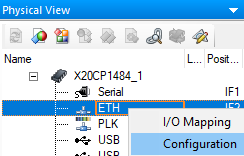 Physical View
Name L... Posit...
X20CP1484_1
Serial IF1
ETH IF2
PLK
USB
USB
I/O Mapping
Configuration